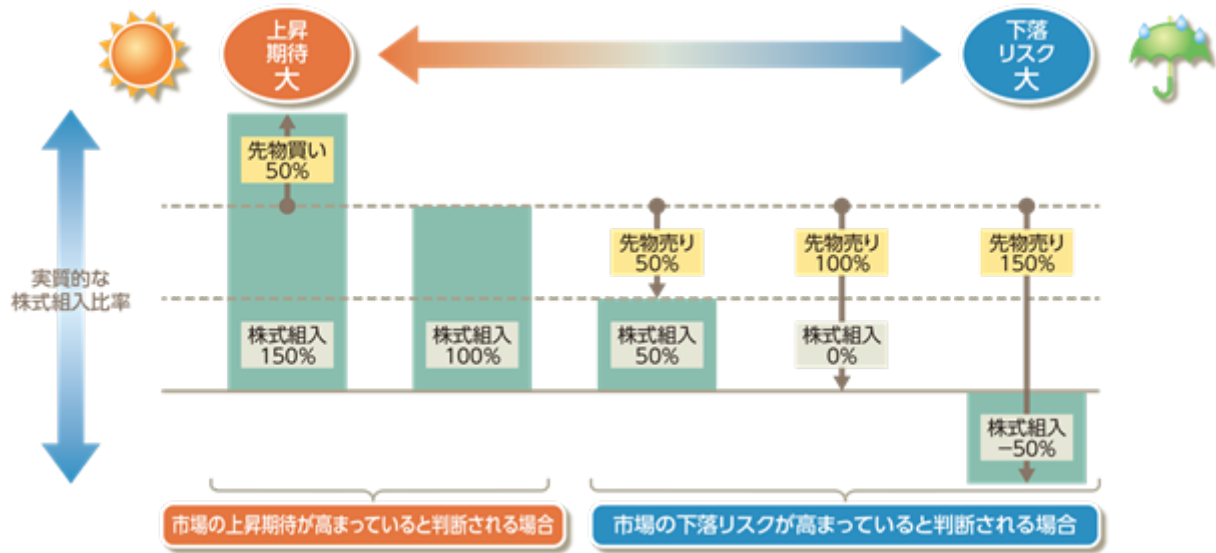 上昇
期待
大
下落
リスク
大
先物買い
50%
先物売り
50%
先物売り
100%
先物売り
150%
実質的な
株式組入比率
株式組入
150%
株式組入
100%
株式組入
50%
株式組入
0%
株式組入
−50%
市場の上昇期待が高まっていると判断される場合
市場の下落リスクが高まっていると判断される場合